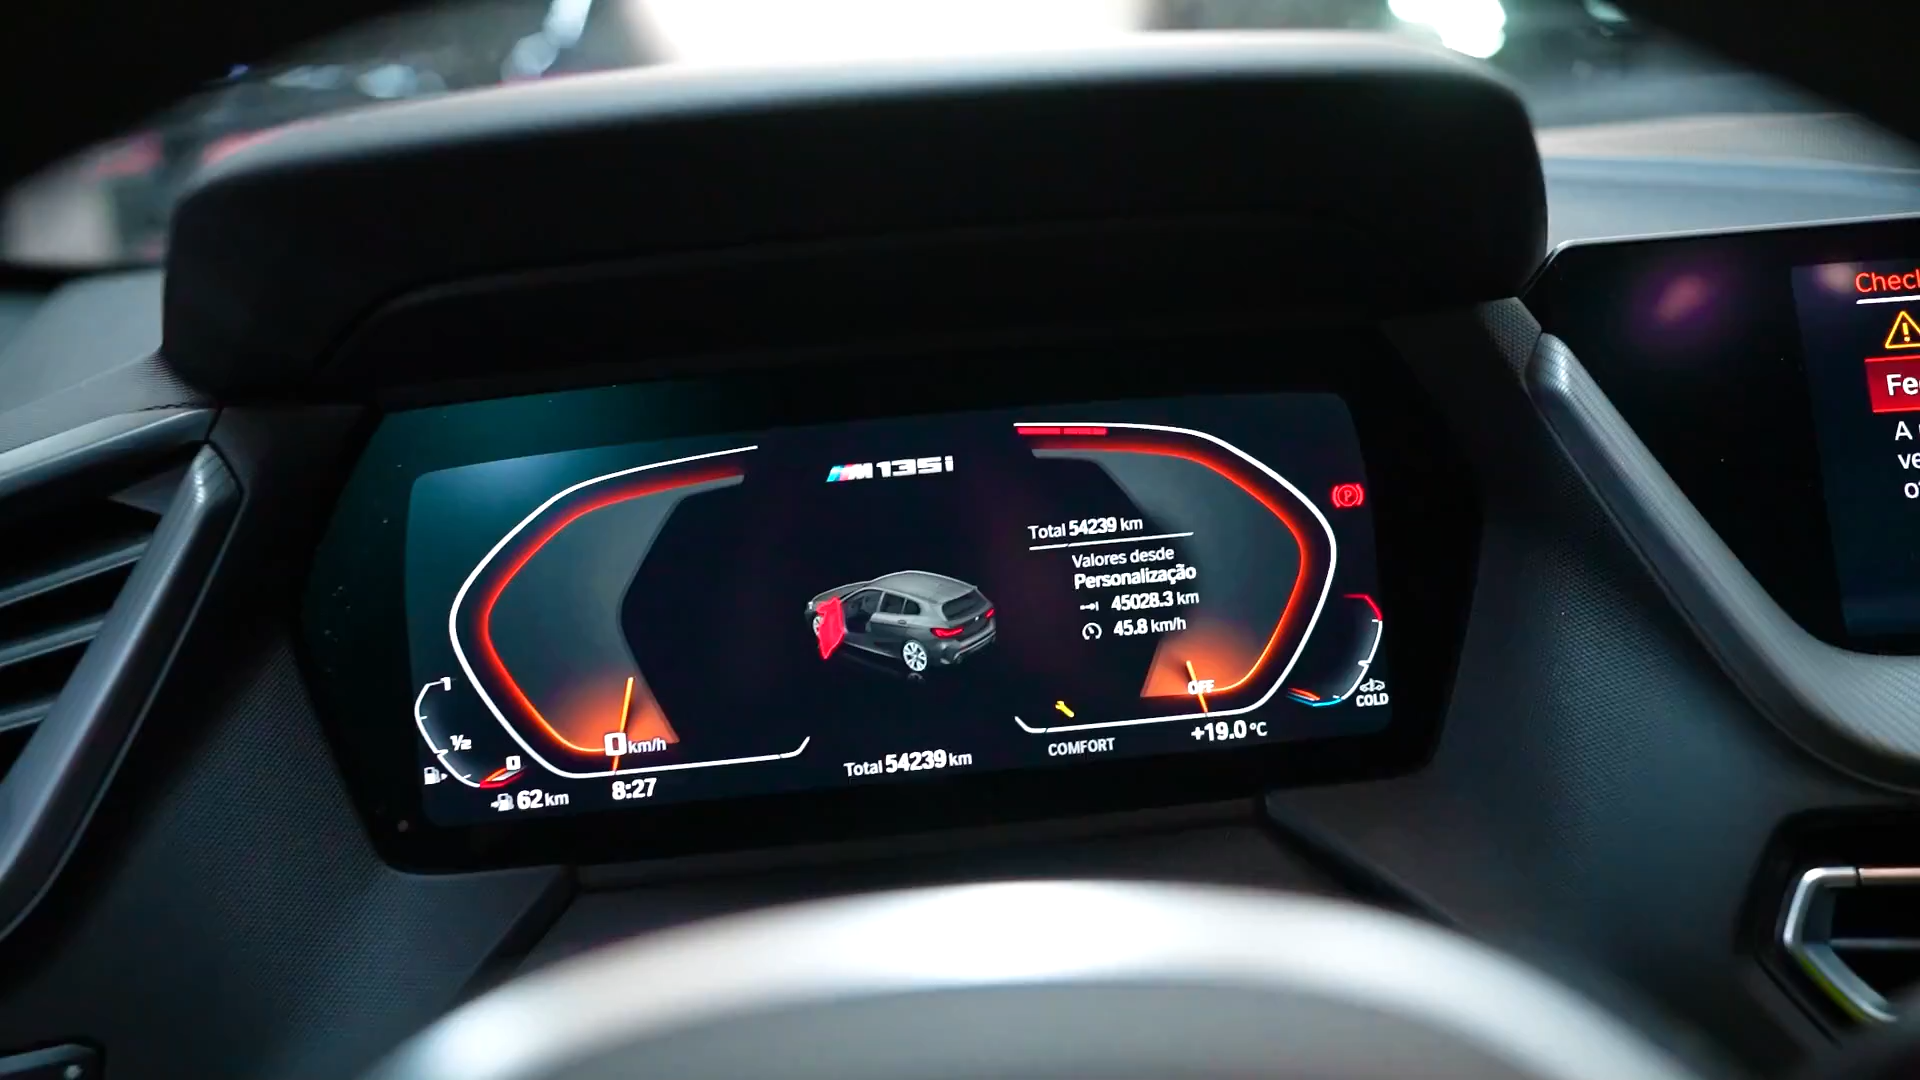 M135i
Total 54239 km
Valores desde
Personalização
45028.3 km
45.8 km/h
OFF
COLD
1
1/2
0
0 km/h
62 km
8:27
Total 54239 km
COMFORT
+19.0 °C
P
Chec
Fe
A
ve